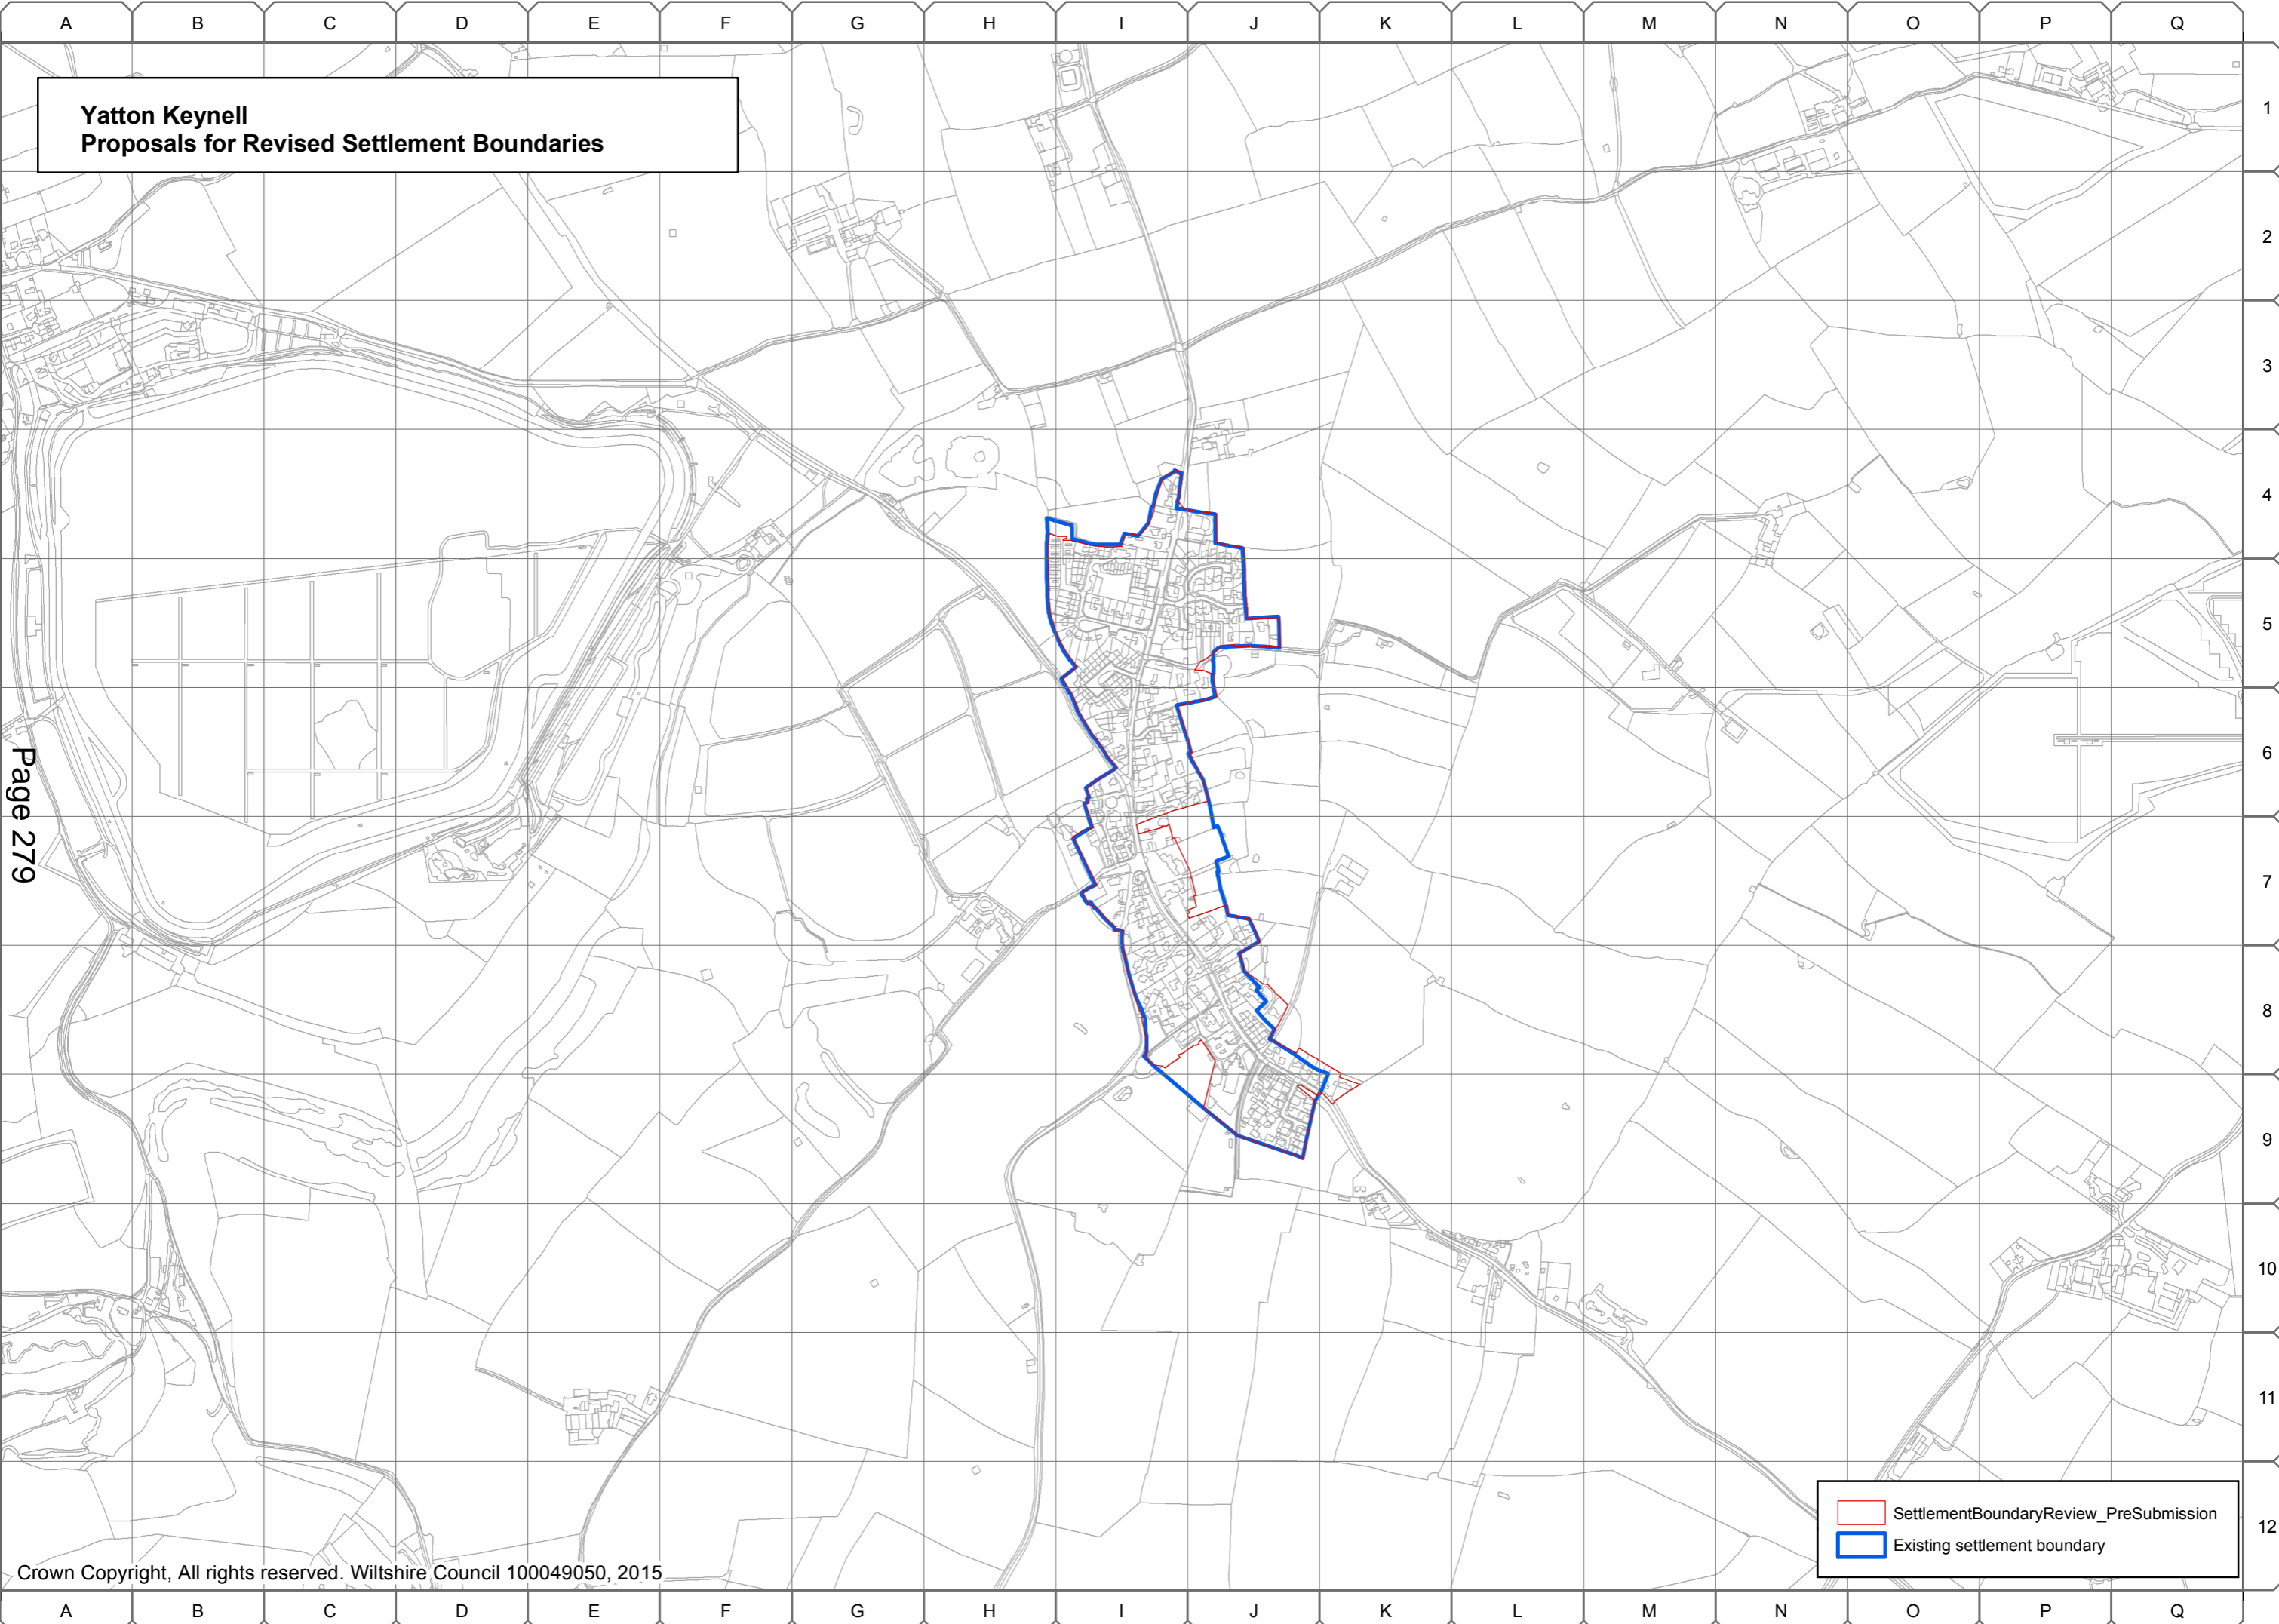 A B C D E F G H I J K L M N O P Q
Yatton Keynell
Proposals for Revised Settlement Boundaries
1
2
3
4
5
6
7
8
9
10
11
12
Page 279
SettlementBoundaryReview_PreSubmission
Existing settlement boundary
Crown Copyright, All rights reserved. Wiltshire Council 100049050, 2015
A B C D E F G H I J K L M N O P Q